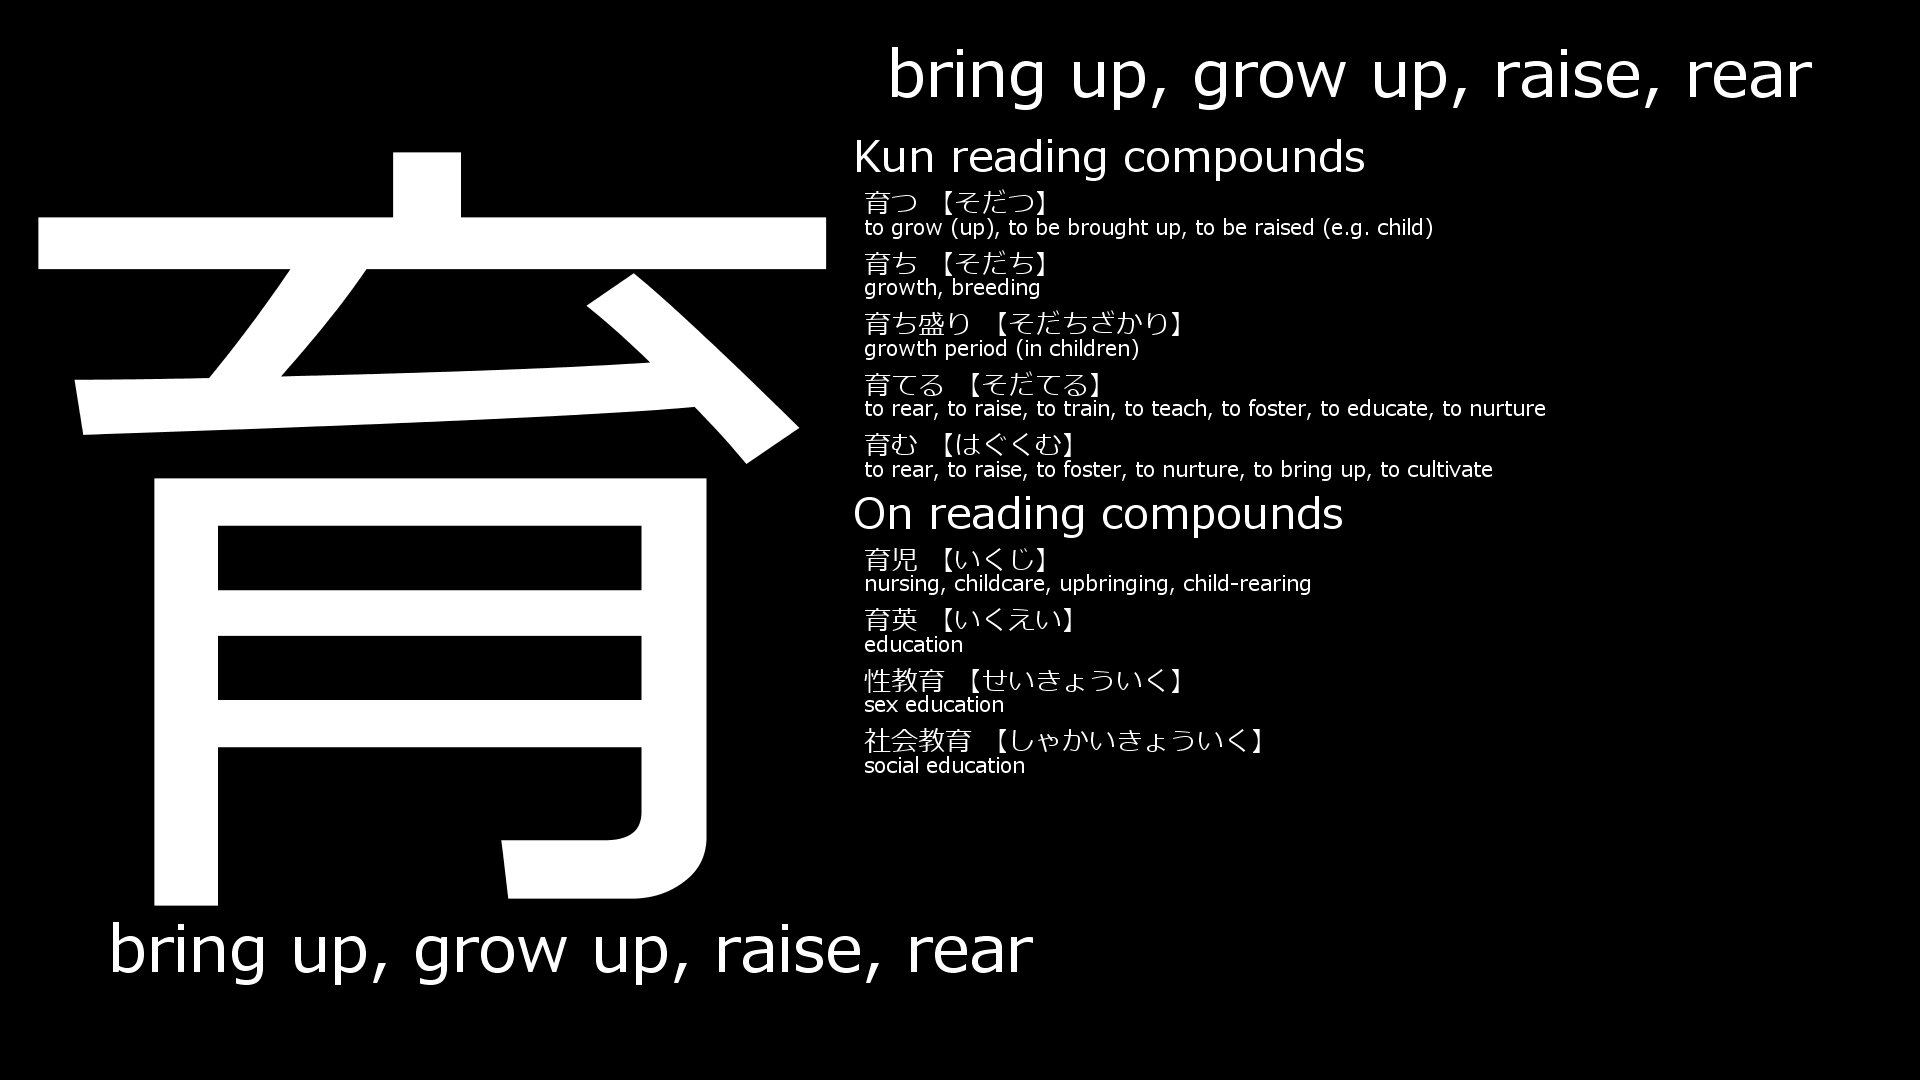 育
bring up, grow up, raise, rear
bring up, grow up, raise, rear
Kun reading compounds
育つ 【そだつ】
to grow (up), to be brought up, to be raised (e.g. child)
育ち 【そだち】
growth, breeding
育ち盛り 【そだちざかり】
growth period (in children)
育てる 【そだてる】
to rear, to raise, to train, to teach, to foster, to educate, to nurture
育む 【はぐくむ】
to rear, to raise, to foster, to nurture, to bring up, to cultivate
On reading compounds
育児 【いくじ】
nursing, childcare, upbringing, child-rearing
育英 【いくえい】
education
性教育 【せいきょういく】
sex education
社会教育 【しゃかいきょういく】
social education